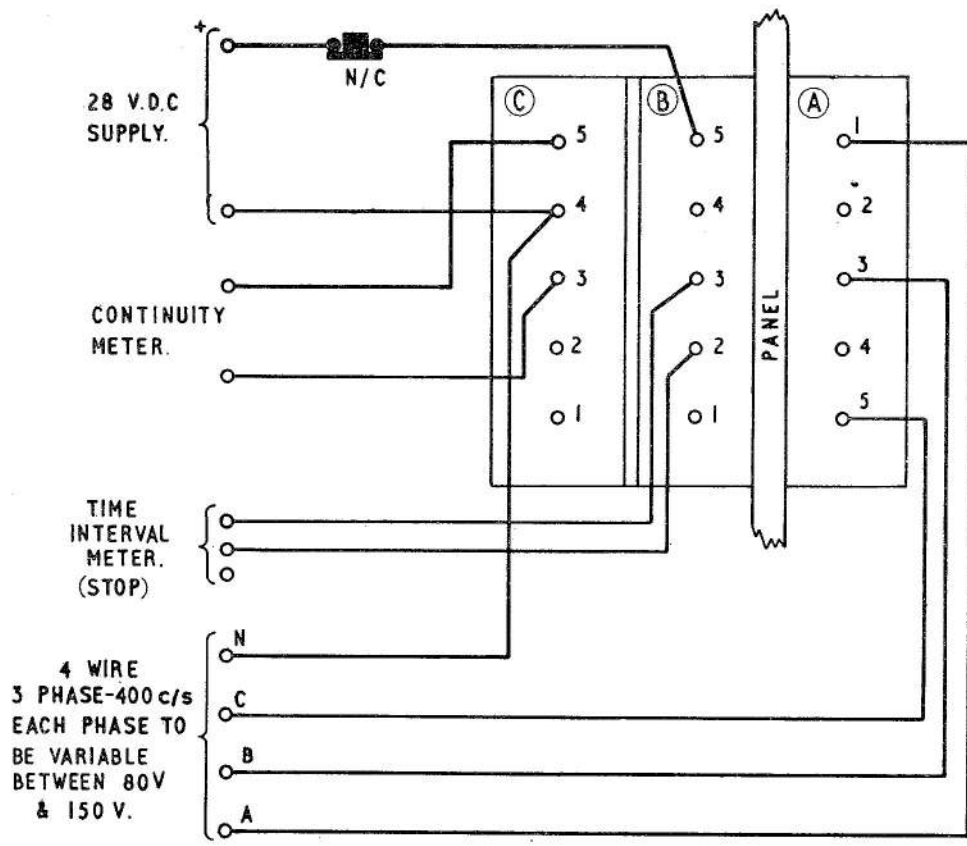 +
N/C
28 V.D.C
SUPPLY.
C
B
A
5
5
1
4
4
2
3
3
3
2
2
4
1
1
5
PANEL
CONTINUITY
METER.
TIME
INTERVAL
METER.
(STOP)
4 WIRE
3 PHASE-400 c/s
EACH PHASE TO
BE VARIABLE
BETWEEN 80V
& 150 V.
N
C
B
A